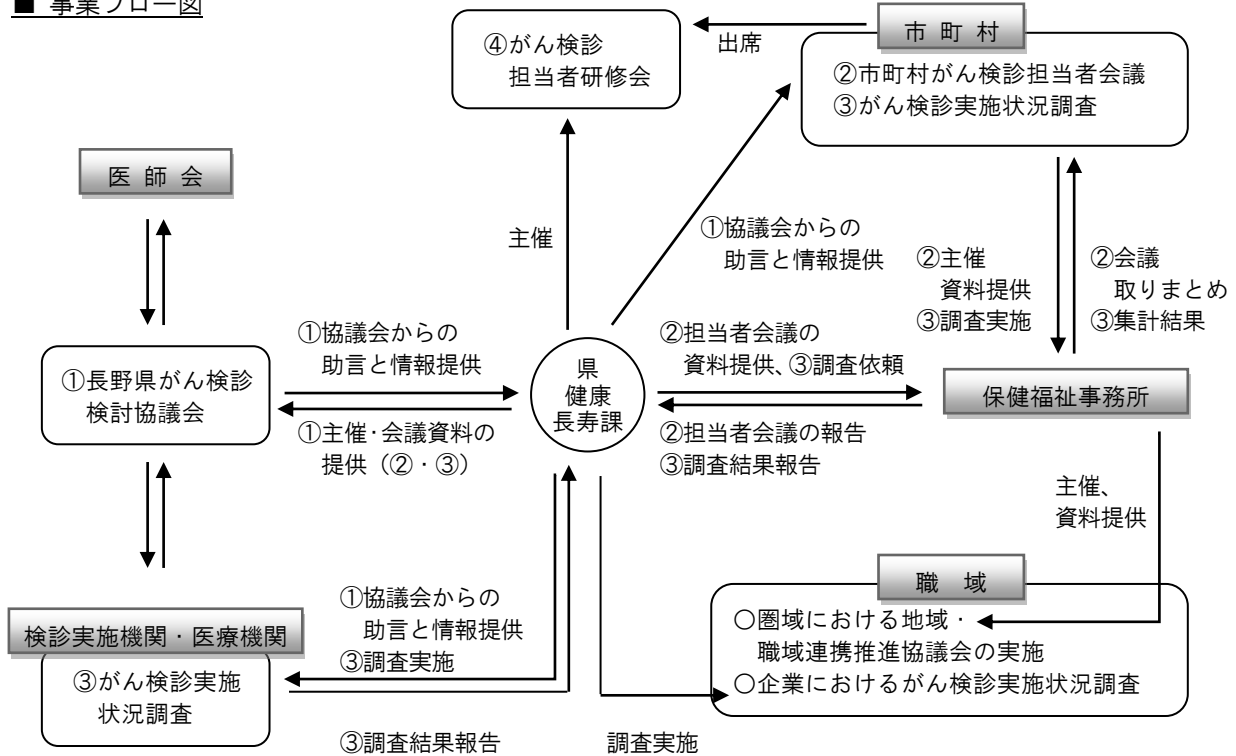 ■ 事業フロー図
④がん検診
担当者研修会
出席
市 町 村
②市町村がん検診担当者会議
③がん検診実施状況調査
医 師 会
主催
①協議会からの
助言と情報提供
②主催
資料提供
③調査実施
②会議
取りまとめ
③集計結果
①長野県がん検診
検討協議会
①協議会からの
助言と情報提供
①主催・会議資料の
提供（②・③）
県
健康
長寿課
②担当者会議の
資料提供、③調査依頼
②担当者会議の報告
③調査結果報告
保健福祉事務所
主催、
資料提供
検診実施機関・医療機関
③がん検診実施
状況調査
①協議会からの
助言と情報提供
③調査実施
③調査結果報告
調査実施
職 域
○圏域における地域・
職域連携推進協議会の実施
○企業におけるがん検診実施状況調査